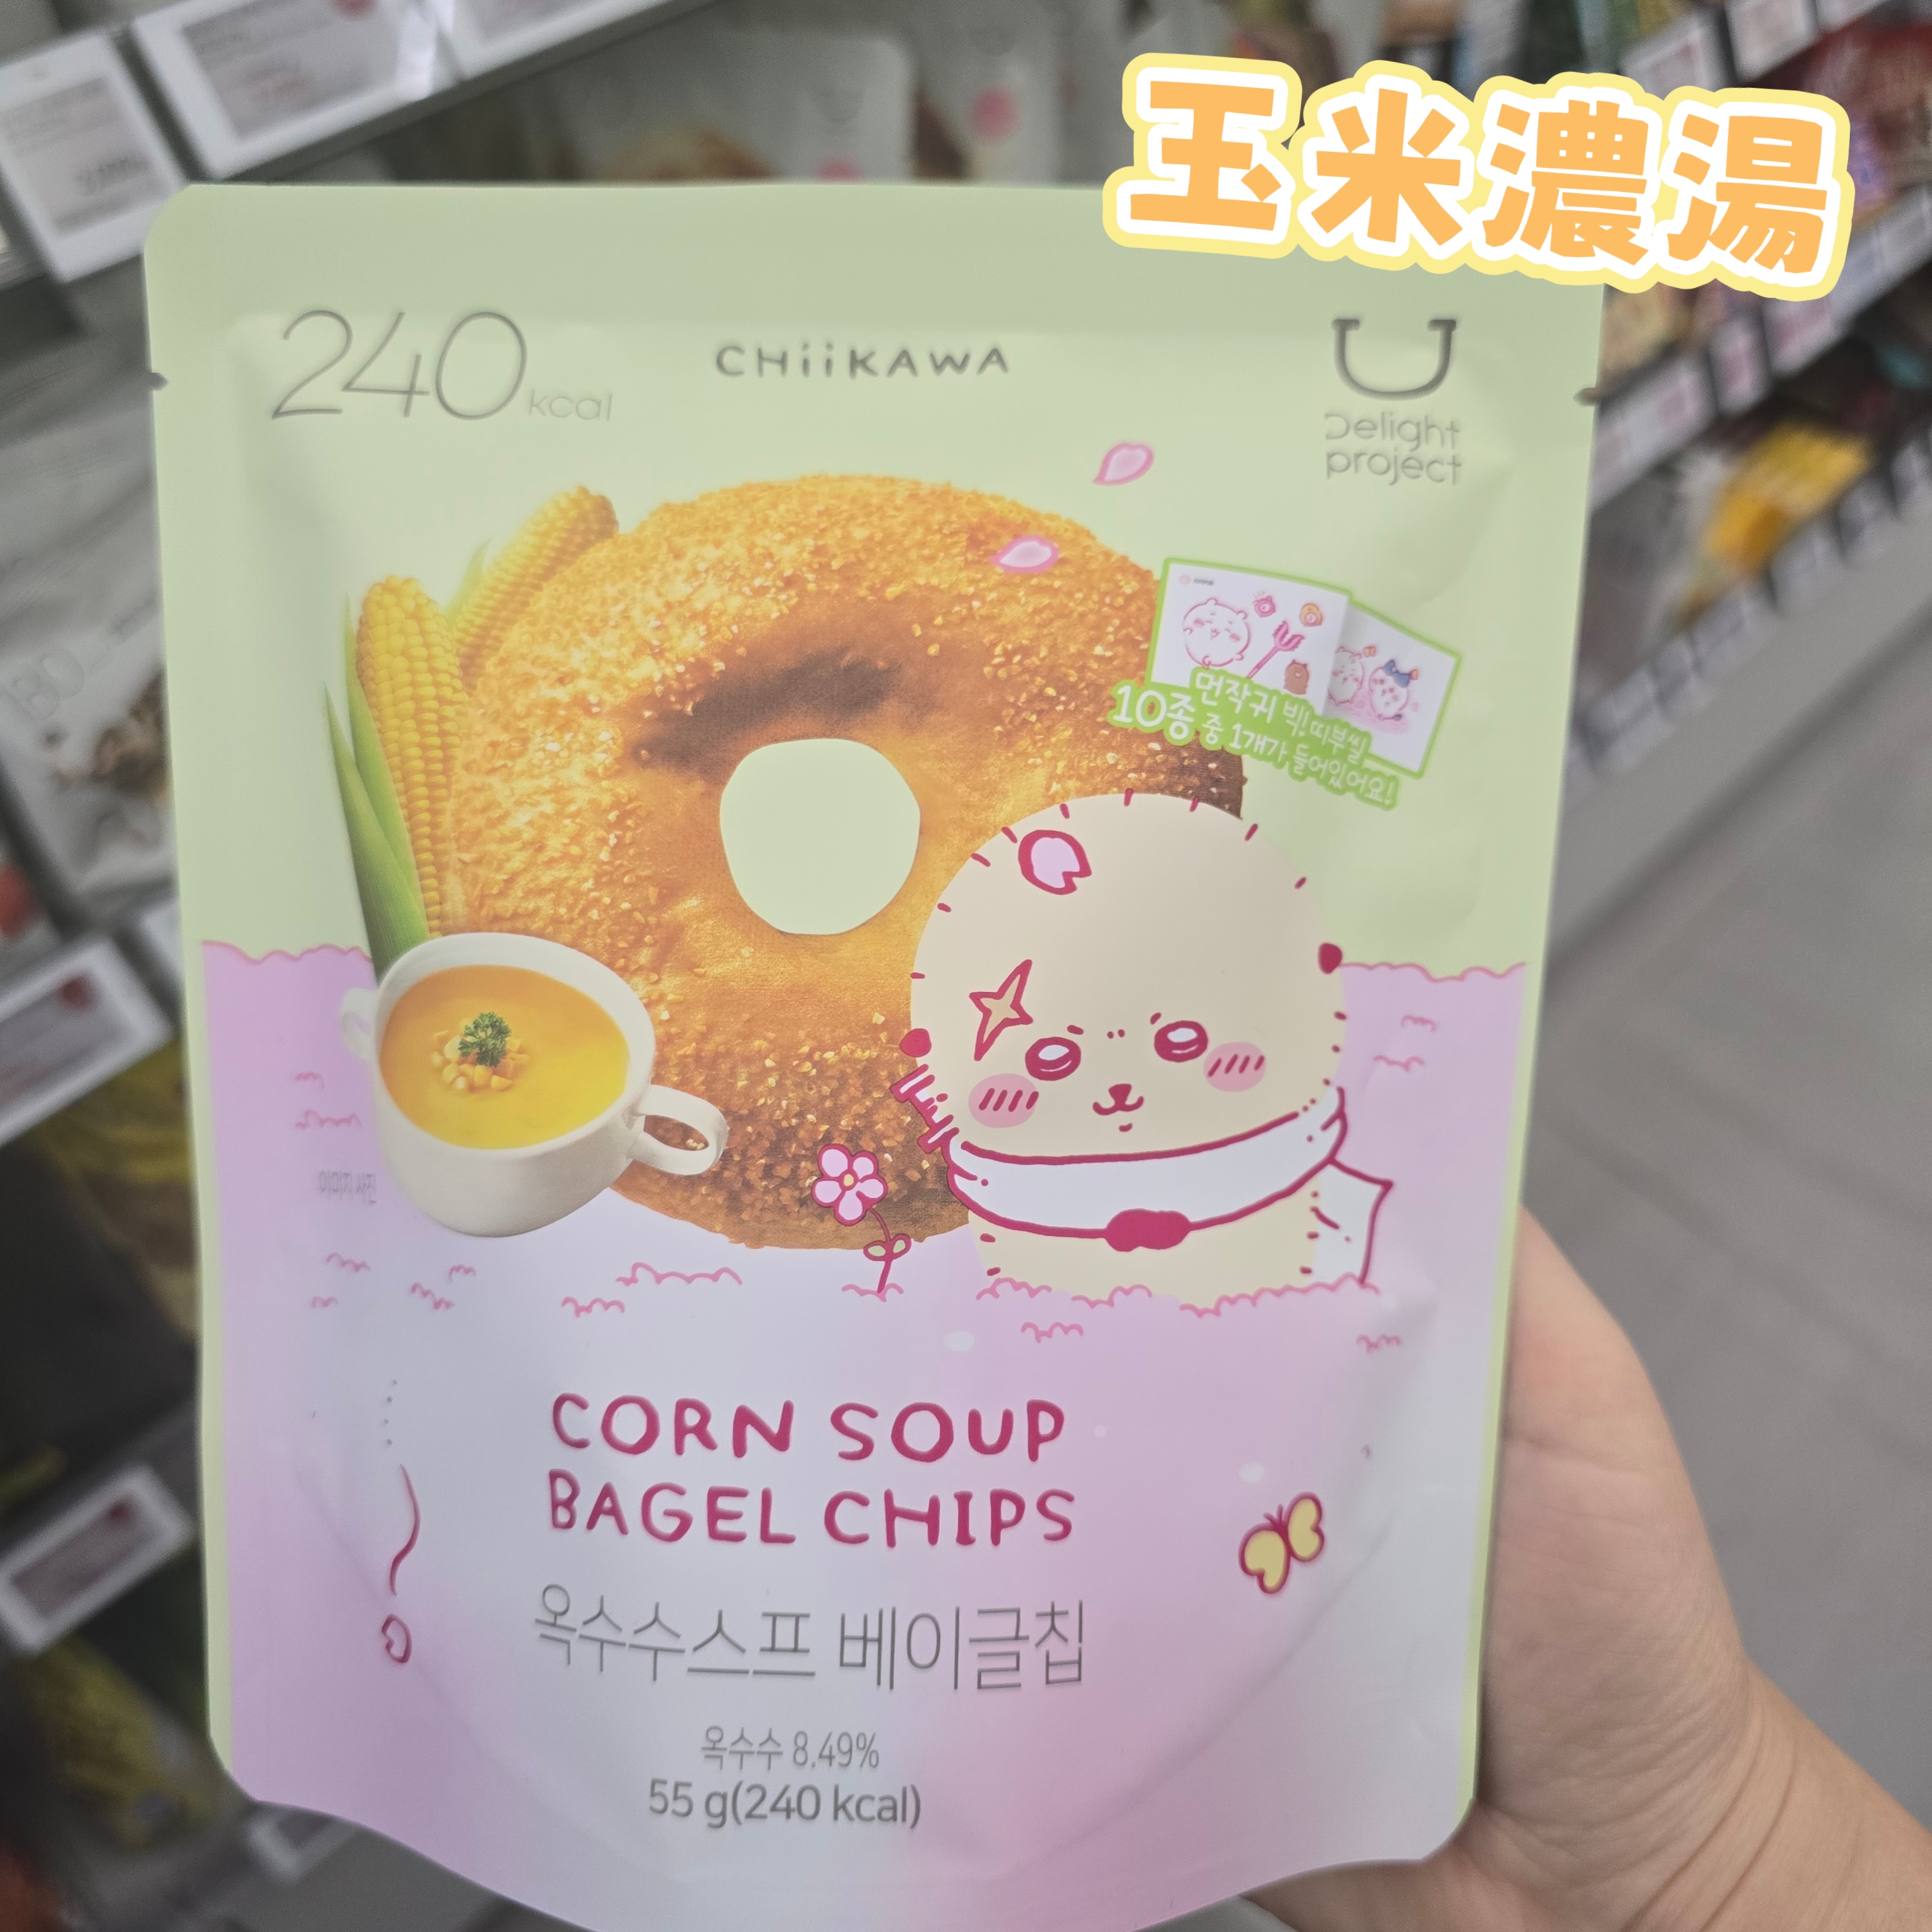 玉米濃湯
240 kcal
CHiiKAWA
Delight
project
먼작귀 빅! 띠부씰
10종 중 1개가 들어있어요!
이미지 사진
CORN SOUP
BAGEL CHIPS
옥수수스프 베이글칩
옥수수 8.49%
55 g(240 kcal)